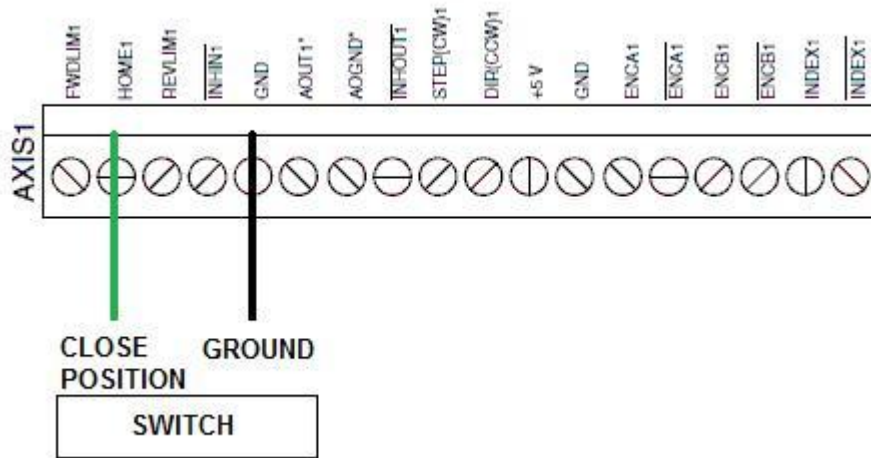 FWDLIM1
HOME1
REVLIM1
INHIN1
GND
AOUT1*
AOGND*
INHOUT1
STEP(CW)1
DIR(CCW)1
+5 V
GND
ENCA1
ENCA1
ENCB1
ENCB1
INDEX1
INDEX1
AXIS1
CLOSE
POSITION
GROUND
SWITCH